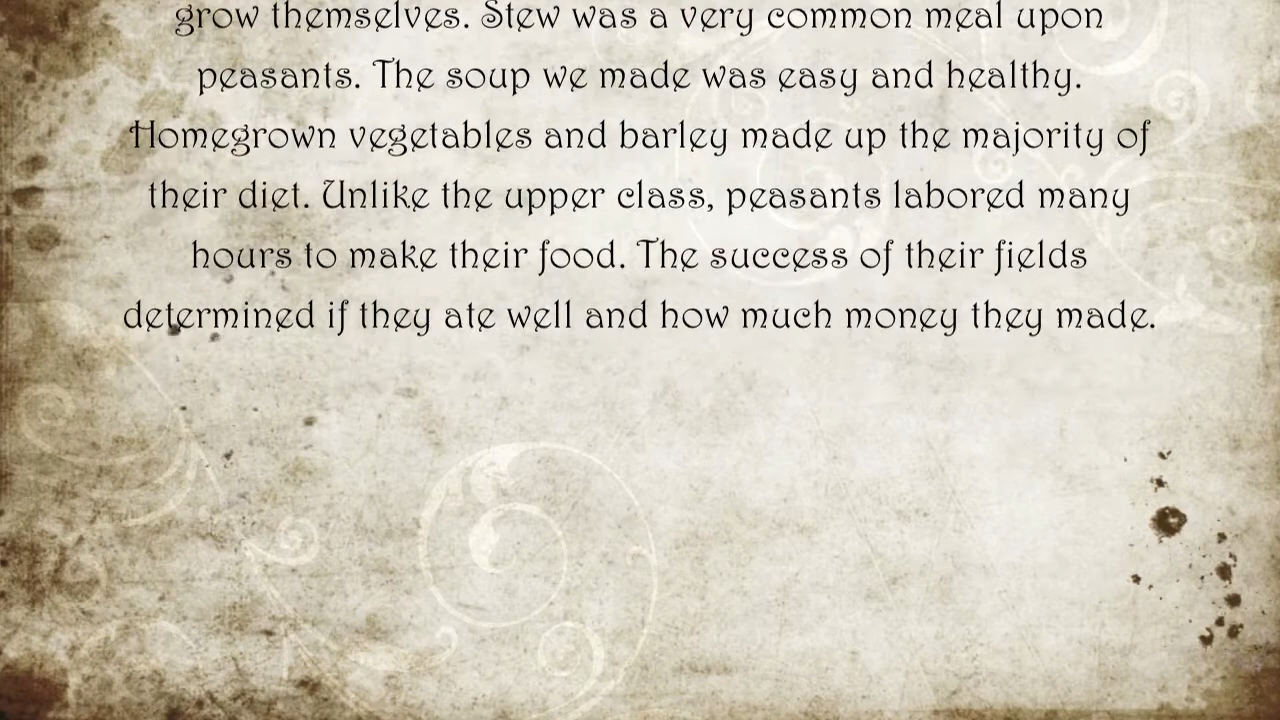 grow themselves. Stew was a very common meal upon
peasants. The soup we made was easy and healthy.
Homegrown vegetables and barley made up the majority of
their diet. Unlike the upper class, peasants labored many
hours to make their food. The success of their fields
determined if they ate well and how much money they made.